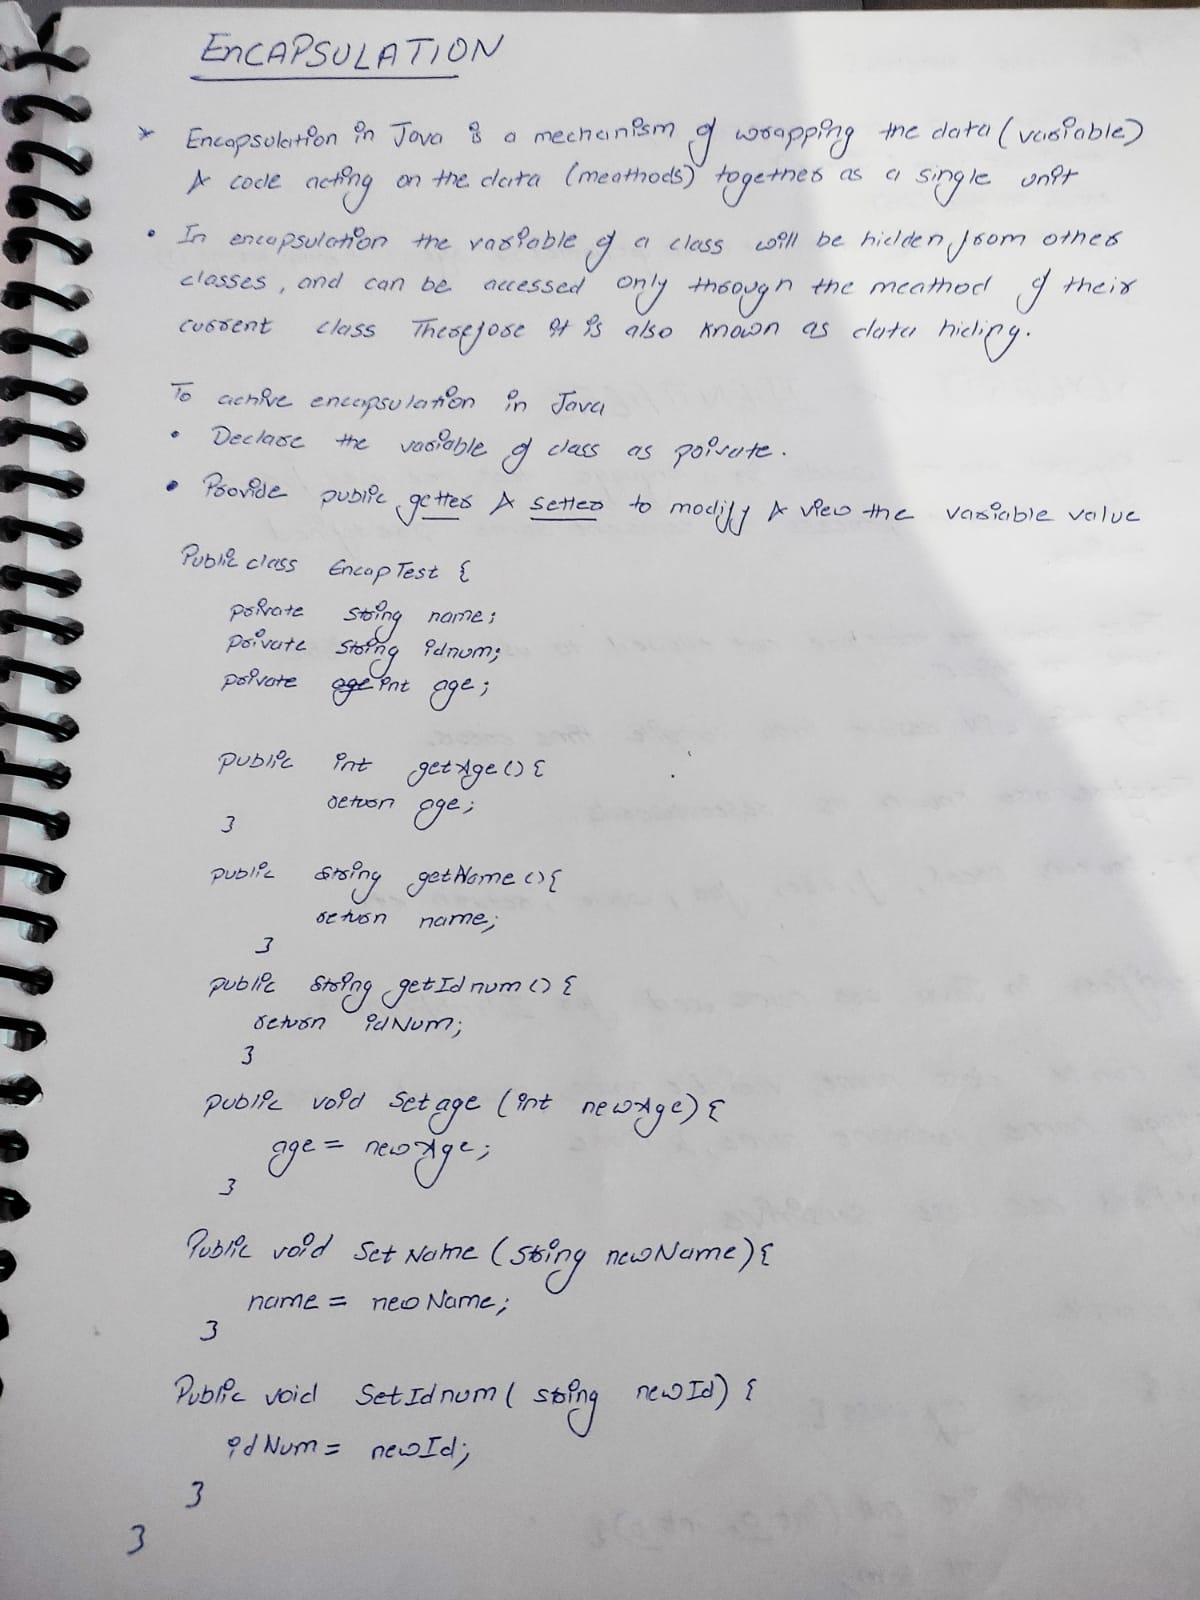 ENCAPSULATION
* Encapsulation in Java is a mechanism of wrapping the data (variable)
& code acting on the data (meathods) together as a single unit
• In encapsulation the variable of a class will be hidden from other
classes, and can be accessed only through the meathod of their
current class Therefore it is also known as data hiding.
To achive encapsulation in Java
• Declare the variable of class as private.
• Provide public getter & setter to modify & view the variable value
Public class EncapTest {
private string name;
private string idnum;
private age int age;
public int getAge() {
return age;
}
public string getName() {
return name;
}
public string getIdnum() {
return idNum;
}
public void Setage (int newAge) {
age = newAge;
}
Public void SetName (string newName) {
name = newName;
}
Public void SetIdnum ( string newId) {
idNum = newId;
}
}